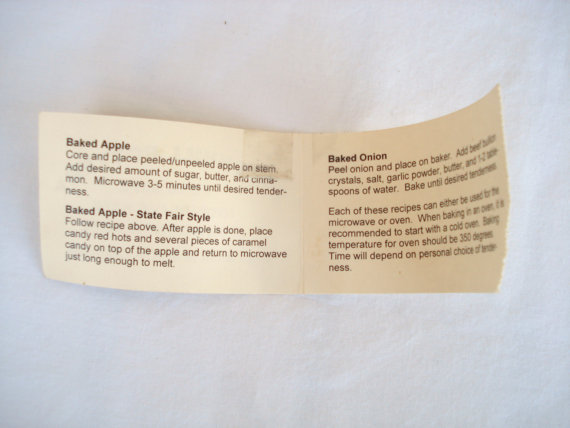 Baked Apple
Core and place peeled/unpeeled apple on stem.
Add desired amount of sugar, butter, and cinna-
mon. Microwave 3-5 minutes until desired tender-
ness.
Baked Apple - State Fair Style
Follow recipe above. After apple is done, place
candy red hots and several pieces of caramel
candy on top of the apple and return to microwave
just long enough to melt.
Baked Onion
Peel onion and place on baker. Add beef bullion
crystals, salt, garlic powder, butter, and 1-2 table-
spoons of water. Bake until desired tenderness.
Each of these recipes can either be used for the
microwave or oven. When baking in an oven, it is
recommended to start with a cold oven. Baking
temperature for oven should be 350 degrees.
Time will depend on personal choice of tender-
ness.